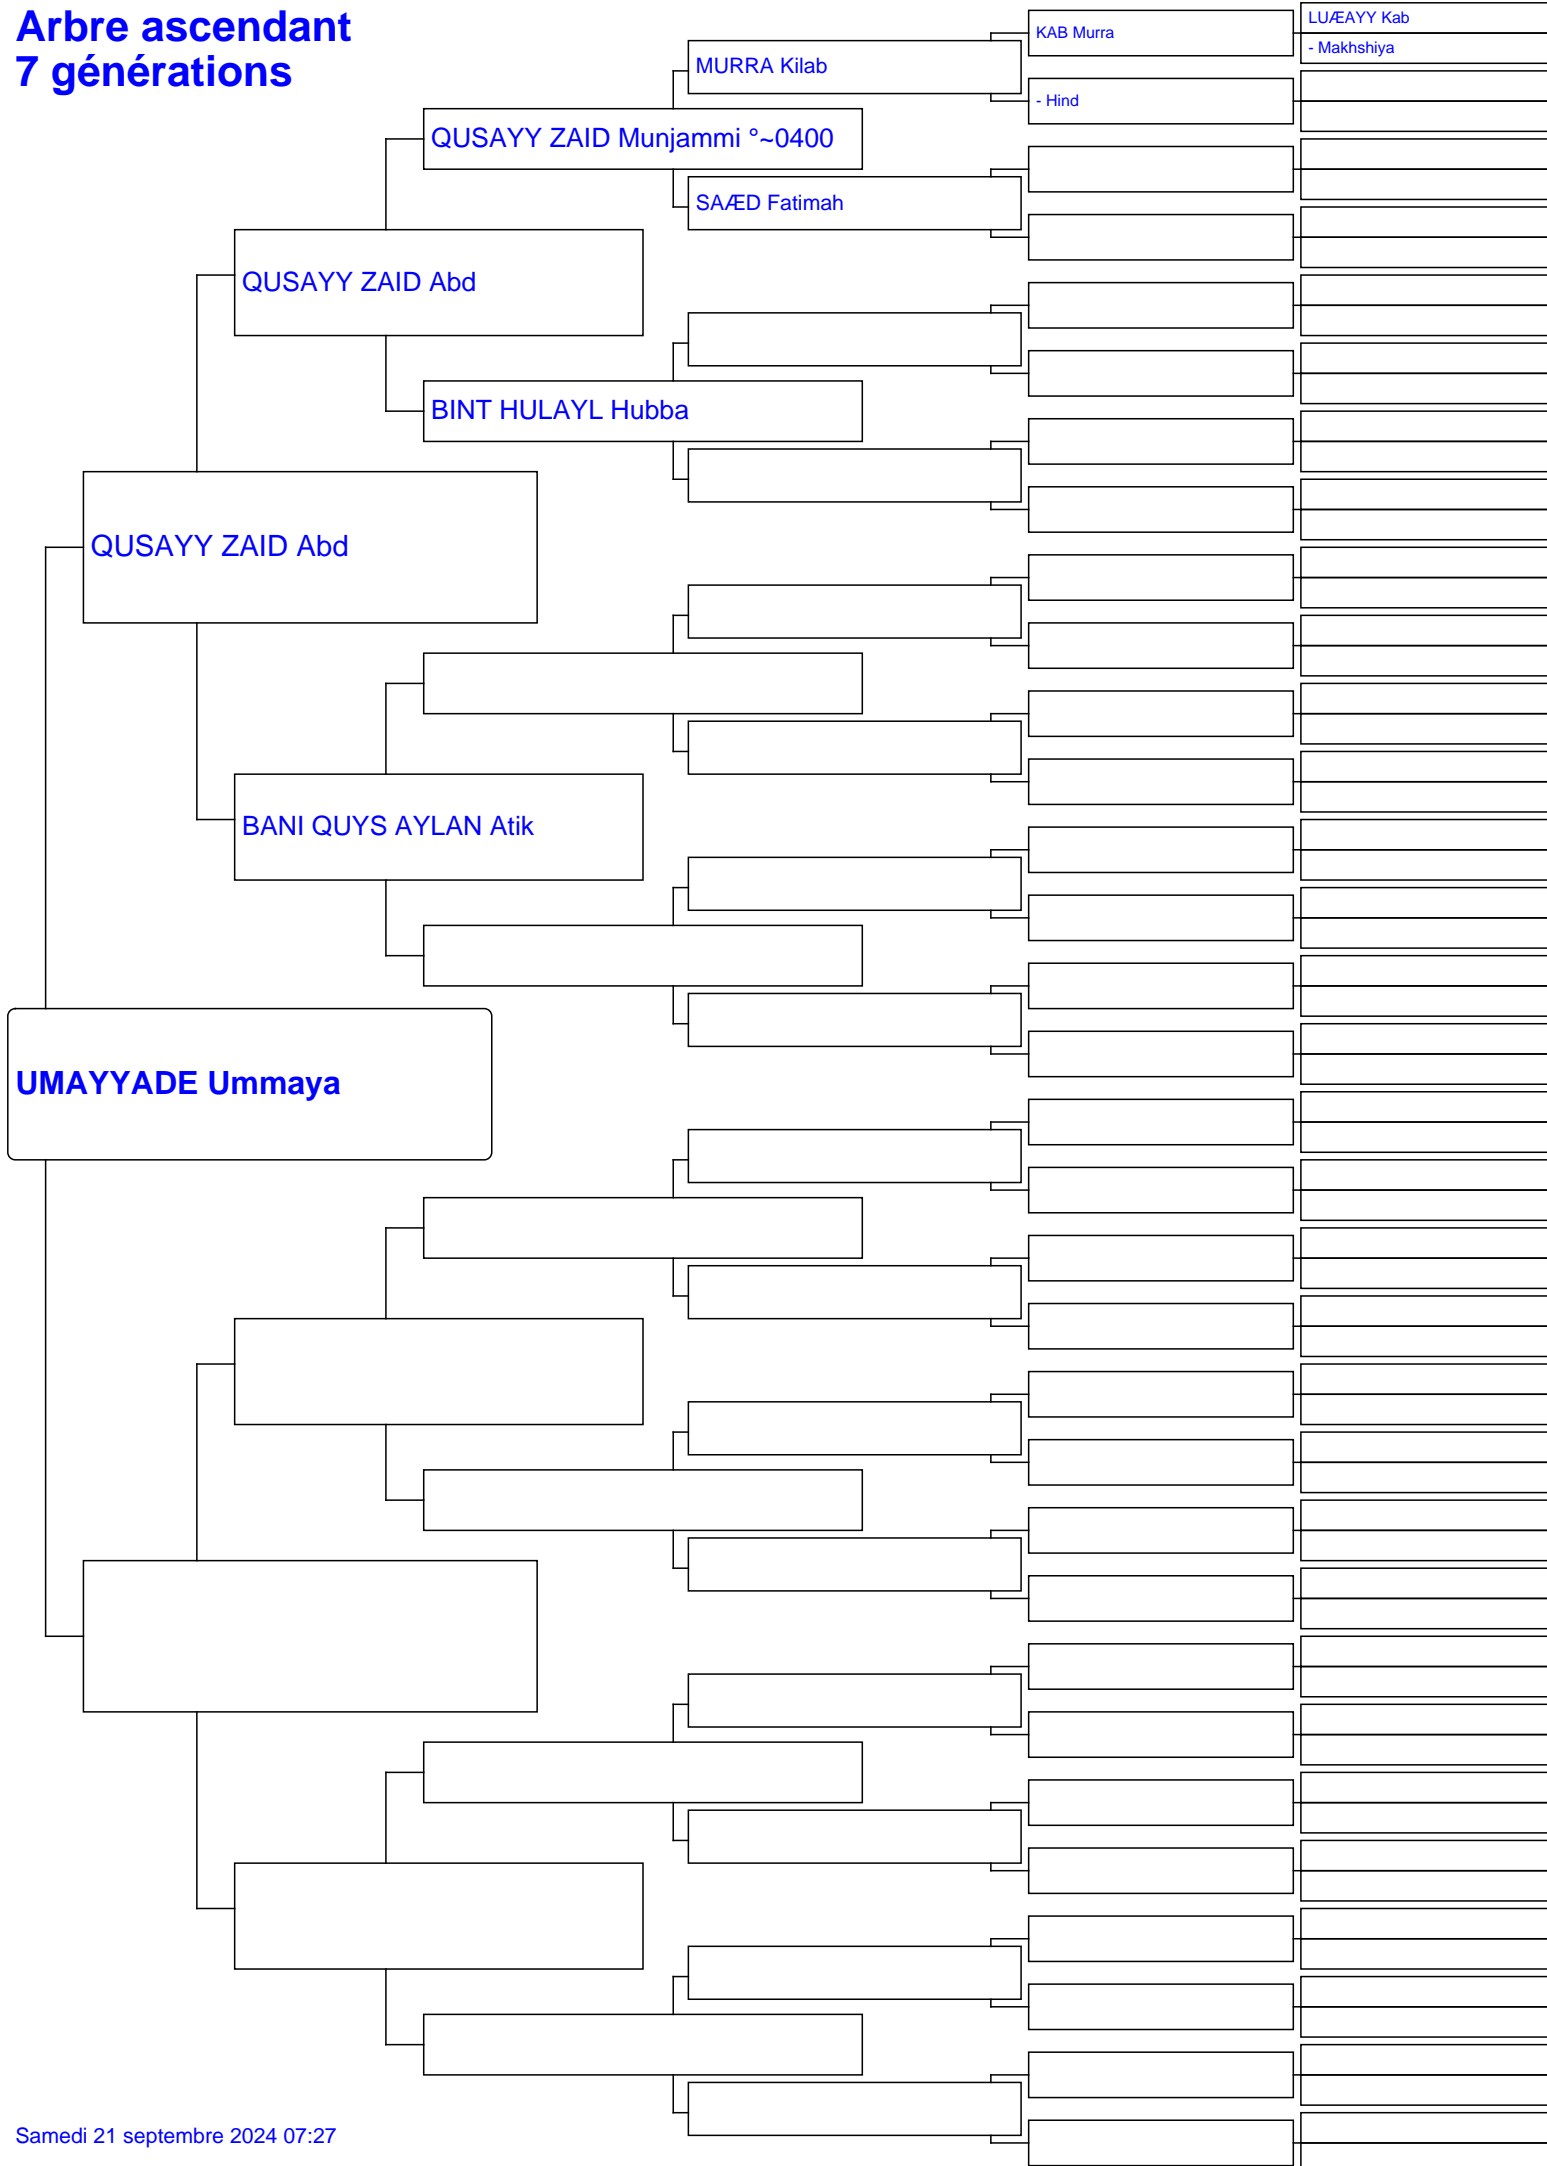 Arbre ascendant
7 générations
KAB Murra
LUÆAYY Kab
- Makhshiya
MURRA Kilab
- Hind
QUSAYY ZAID Munjammi °~0400
SAÆD Fatimah
QUSAYY ZAID Abd
BINT HULAYL Hubba
QUSAYY ZAID Abd
BANI QUYS AYLAN Atik
UMAYYADE Ummaya
Samedi 21 septembre 2024 07:27